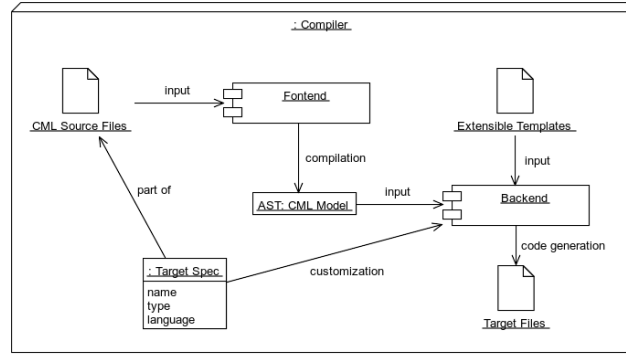 : Compiler
input
Fontend
CML Source Files
Extensible Templates
compilation
input
part of
AST: CML Model
input
Backend
: Target Spec
customization
code generation
name
type
language
Target Files